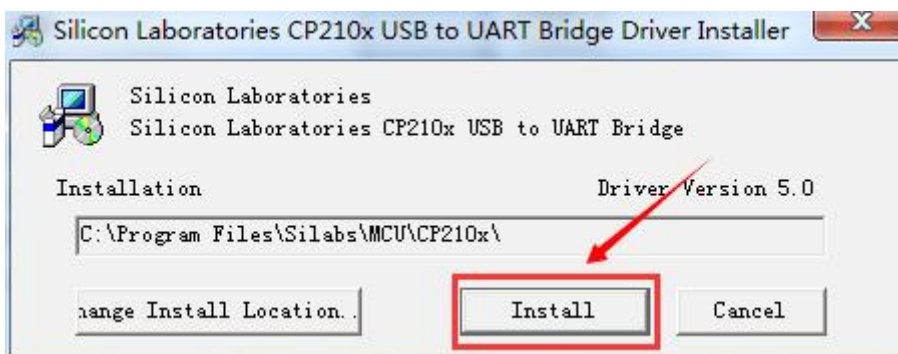 Silicon Laboratories CP210x USB to UART Bridge Driver Installer
Silicon Laboratories
Silicon Laboratories CP210x USB to UART Bridge
Installation Driver Version 5.0
C:\Program Files\Silabs\MCU\CP210x\
hange Install Location.. Install Cancel